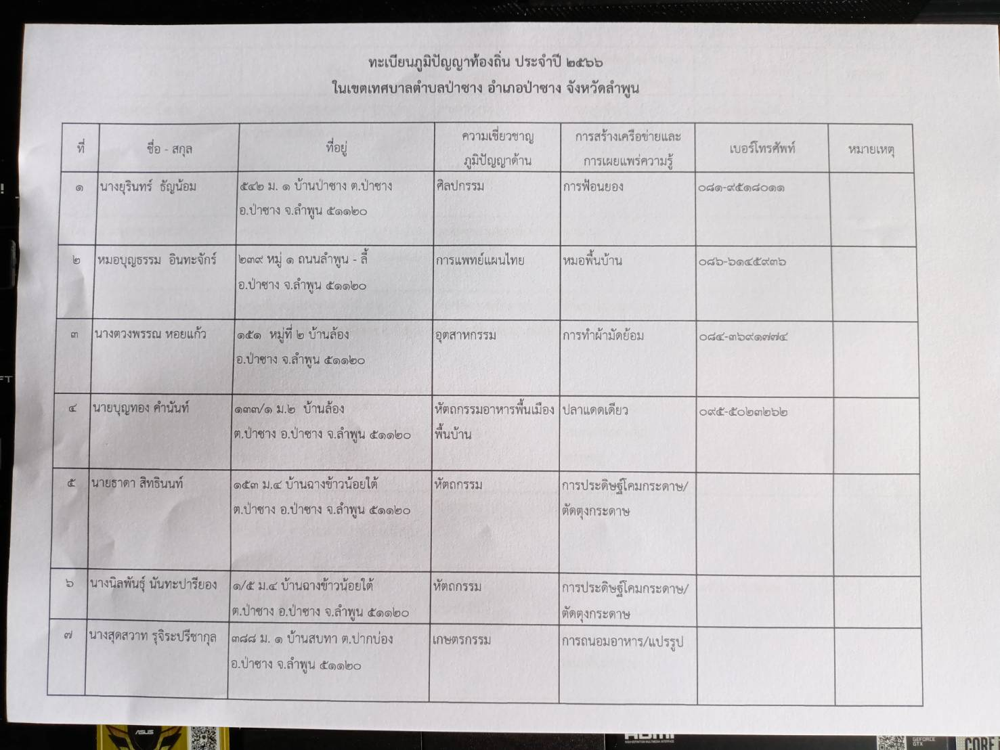 ทะเบียนภูมิปัญญาท้องถิ่น ประจำปี ๒๕๖๖
ในเขตเทศบาลตำบลป่าซาง อำเภอป่าซาง จังหวัดลำพูน
ที่ ชื่อ - สกุล ที่อยู่ ความเชี่ยวชาญ การสร้างเครือข่ายและ เบอร์โทรศัพท์ หมายเหตุ
ภูมิปัญญาด้าน การเผยแพร่ความรู้
๑ นางยุรินทร์ ธัญน้อม ๕๔๒ ม. ๑ บ้านป่าซาง ต.ป่าซาง ศิลปกรรม การฟ้อนยอง ๐๘๑-๙๕๑๘๐๑๑
อ.ป่าซาง จ.ลำพูน ๕๑๑๒๐
๒ หมอบุญธรรม อินทะจักร์ ๒๓๙ หมู่ ๑ ถนนลำพูน - ลี้ การแพทย์แผนไทย หมอพื้นบ้าน ๐๘๖-๖๑๔๕๙๓๖
อ.ป่าซาง จ.ลำพูน ๕๑๑๒๐
๓ นางตวงพรรณ หอยแก้ว ๑๕๑ หมู่ที่ ๒ บ้านล้อง อุตสาหกรรม การทำผ้ามัดย้อม ๐๘๔-๓๖๙๑๗๗๔
อ.ป่าซาง จ.ลำพูน ๕๑๑๒๐
๔ นายบุญทอง คำนันท์ ๑๓๗/๑ ม.๒ บ้านล้อง หัตถกรรมอาหารพื้นเมือง ปลาแดดเดียว ๐๙๕-๕๐๒๓๒๖๒
ต.ป่าซาง อ.ป่าซาง จ.ลำพูน ๕๑๑๒๐ พื้นบ้าน
๕ นายธาดา สิทธินนท์ ๑๕๓ ม.๔ บ้านฉางข้าวน้อยใต้ หัตถกรรม การประดิษฐ์โคมกระดาษ/
ต.ป่าซาง อ.ป่าซาง จ.ลำพูน ๕๑๑๒๐ ตัดตุงกระดาษ
๖ นางนิลพันธุ์ นันทะปารียอง ๑/๕ ม.๔ บ้านฉางข้าวน้อยใต้ หัตถกรรม การประดิษฐ์โคมกระดาษ/
ต.ป่าซาง อ.ป่าซาง จ.ลำพูน ๕๑๑๒๐ ตัดตุงกระดาษ
๗ นางสุดสวาท รุจิระปรีชากุล ๓๘๘ ม. ๑ บ้านสบทา ต.ปากบ่อง เกษตรกรรม การถนอมอาหาร/แปรรูป
อ.ป่าซาง จ.ลำพูน ๕๑๑๒๐
ASUS
GEFORCE
GTX
CORE